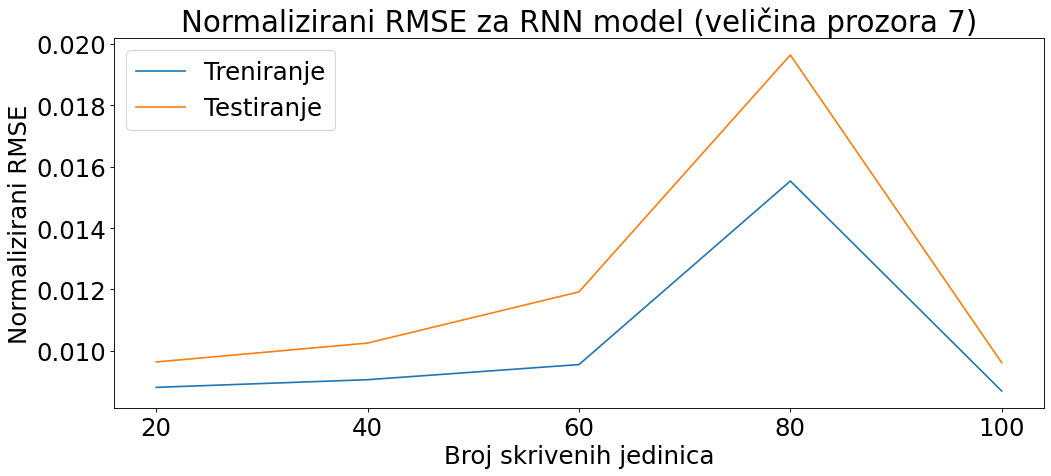 Normalizirani RMSE za RNN model (veličina prozora 7)
0.020
0.018
0.016
0.014
0.012
0.010
Normalizirani RMSE
Treniranje
Testiranje
20 40 60 80 100
Broj skrivenih jedinica